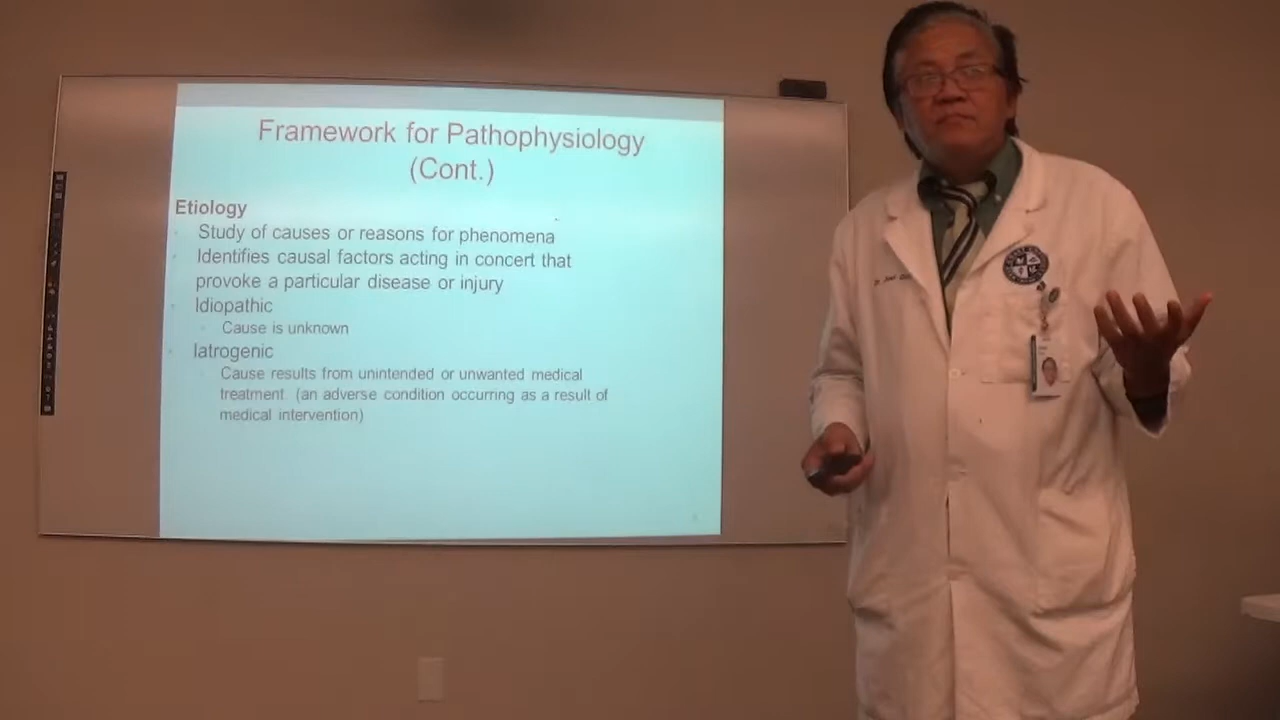 Framework for Pathophysiology
(Cont.)
Etiology
Study of causes or reasons for phenomena
Identifies causal factors acting in concert that
provoke a particular disease or injury
Idiopathic
Cause is unknown
Iatrogenic
Cause results from unintended or unwanted medical
treatment (an adverse condition occurring as a result of
medical intervention)